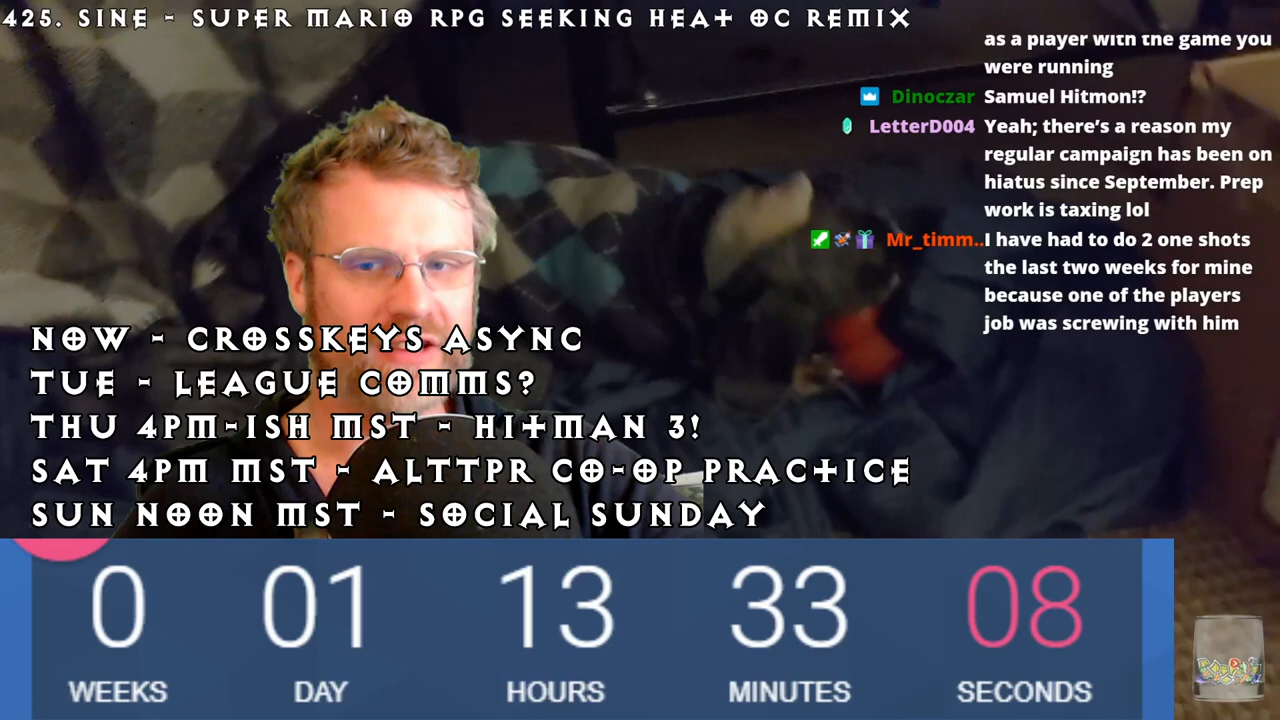 425. SINE - SUPER MARIO RPG SEEKING HEAT OC REMIX
as a player with the game you
were running
Dinoczar Samuel Hitmon!?
LetterD004 Yeah; there's a reason my
regular campaign has been on
hiatus since September. Prep
work is taxing lol
Mr_timm.. I have had to do 2 one shots
the last two weeks for mine
because one of the players
job was screwing with him
NOW - CROSSKEYS ASYNC
TUE - LEAGUE COMMS?
THU 4PM-ISH MST - HITMAN 3!
SAT 4PM MST - ALTTPR CO-OP PRACTICE
SUN NOON MST - SOCIAL SUNDAY
0 01 13 33 08
WEEKS DAY HOURS MINUTES SECONDS